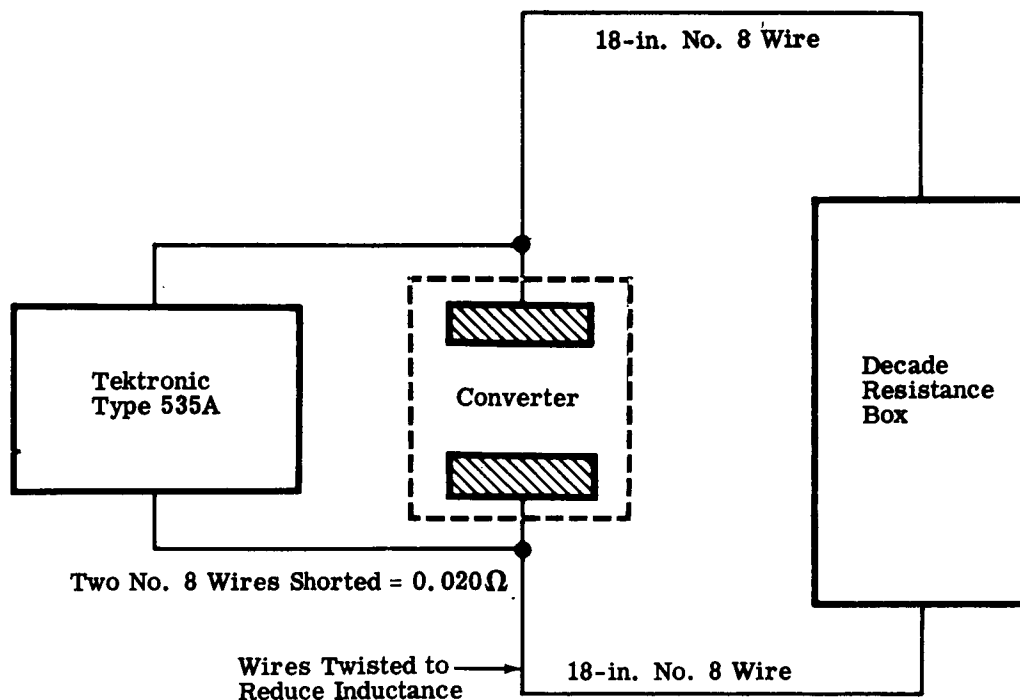 18-in. No. 8 Wire
Tektronic
Type 535A
Converter
Decade
Resistance
Box
Two No. 8 Wires Shorted = 0.020Ω
Wires Twisted to
Reduce Inductance
18-in. No. 8 Wire